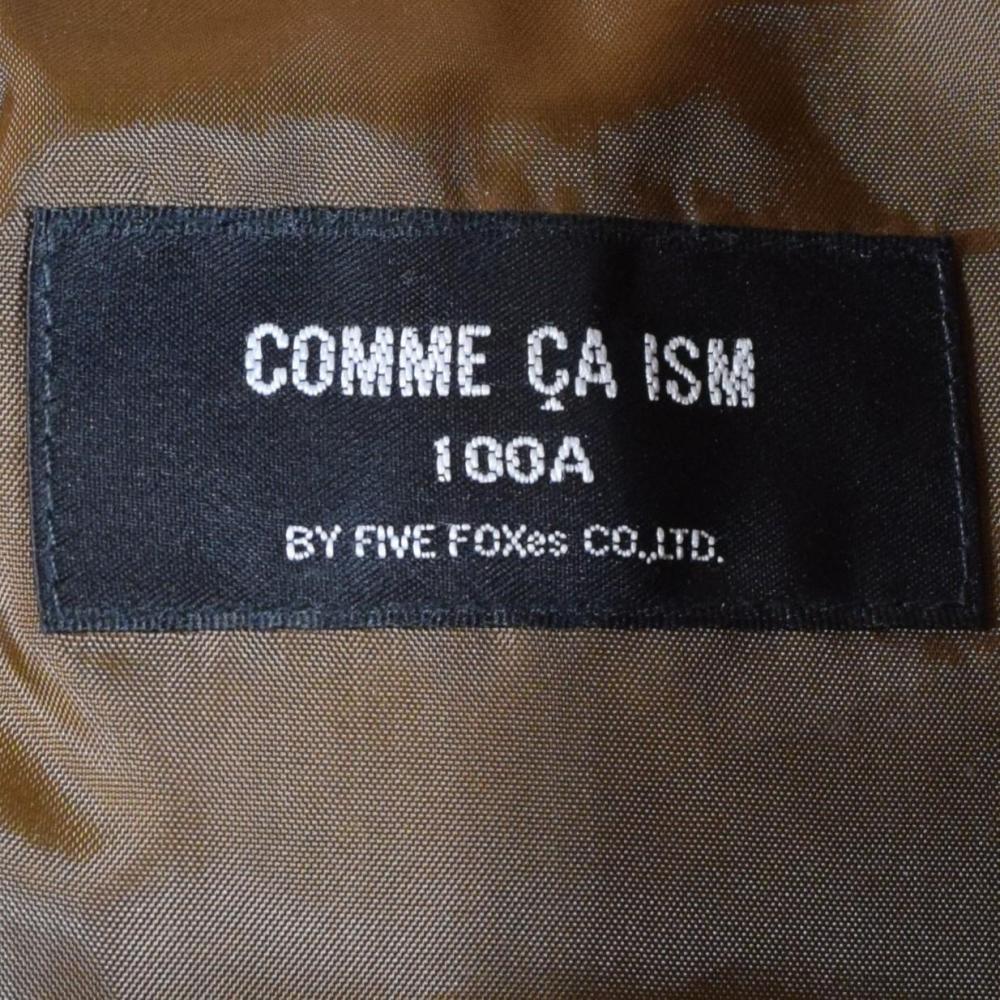 COMME ÇA ISM
100A
BY FIVE FOXes CO.,LTD.